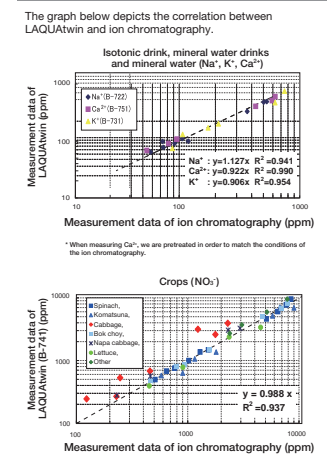 The graph below depicts the correlation between
LAQUAtwin and ion chromatography.
Isotonic drink, mineral water drinks
and mineral water (Na⁺, K⁺, Ca²⁺)
Measurement data of
LAQUAtwin (ppm)
1000
100
10
Na⁺(B-722)
Ca²⁺(B-751)
K⁺(B-731)
Na⁺ : y=1.127x R²=0.941
Ca²⁺: y=0.922x R²=0.990
K⁺ : y=0.906x R²=0.954
10 100 1000
Measurement data of ion chromatography (ppm)
* When measuring Ca²⁺, we are pretreated in order to match the conditions of
the ion chromatography.
Crops (NO₃⁻)
Measurement data of
LAQUAtwin (B-741) (ppm)
10000
1000
100
Spinach,
Komatsuna,
Cabbage,
Bok choy,
Napa cabbage,
Lettuce,
Other
y = 0.988 x
R² =0.937
100 1000 10000
Measurement data of ion chromatography (ppm)